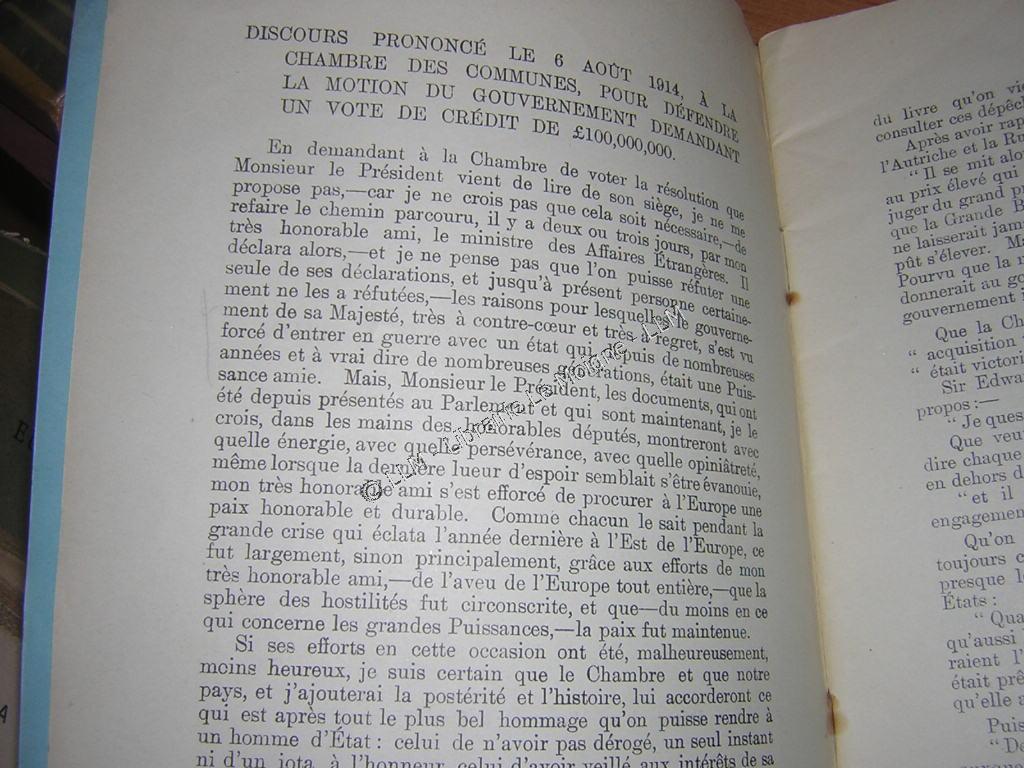 DISCOURS PRONONCÉ LE 6 AOÛT 1914, À LA
CHAMBRE DES COMMUNES, POUR DÉFENDRE
LA MOTION DU GOUVERNEMENT DEMANDANT
UN VOTE DE CRÉDIT DE £100,000,000.
En demandant à la Chambre de voter la résolution que
Monsieur le Président vient de lire de son siège, je ne me
propose pas,—car je ne crois pas que cela soit nécessaire,—de
refaire le chemin parcouru, il y a deux ou trois jours, par mon
très honorable ami, le ministre des Affaires Étrangères. Il
déclara alors,—et je ne pense pas que l'on puisse réfuter une
seule de ses déclarations, et jusqu'à présent personne certaine-
ment ne les a réfutées,—les raisons pour lesquelles le gouverne-
ment de sa Majesté, très à contre-cœur et très à regret, s'est vu
forcé d'entrer en guerre avec un état qui, depuis de nombreuses
années et à vrai dire de nombreuses générations, était une Puis-
sance amie. Mais, Monsieur le Président, les documents, qui ont
été depuis présentés au Parlement et qui sont maintenant, je le
crois, dans les mains des honorables députés, montreront avec
quelle énergie, avec quelle persévérance, avec quelle opiniâtreté,
même lorsque la dernière lueur d'espoir semblait s'être évanouie,
mon très honorable ami s'est efforcé de procurer à l'Europe une
paix honorable et durable. Comme chacun le sait pendant la
grande crise qui éclata l'année dernière à l'Est de l'Europe, ce
fut largement, sinon principalement, grâce aux efforts de mon
très honorable ami,—de l'aveu de l'Europe tout entière,—que la
sphère des hostilités fut circonscrite, et que—du moins en ce
qui concerne les grandes Puissances,—la paix fut maintenue.
Si ses efforts en cette occasion ont été, malheureusement,
moins heureux, je suis certain que le Chambre et que notre
pays, et j'ajouterai la postérité et l'histoire, lui accorderont ce
qui est après tout le plus bel hommage qu'on puisse rendre à
un homme d'État : celui de n'avoir pas dérogé, un seul instant
ni d'un iota, à l'honneur, celui d'avoir veillé aux intérêts de sa
© LLM - Librairie Le Moigne - LLM
du livre qu'on
consulter ces
Après avoir
l'Autriche et la
“ Il se mit
au prix élevé qui
juger du grand
que la Grande
ne laisserait
pût s'élever.
Pourvu que la
donnerait au
gouvernement
Que la
“ acquisition
“ était
Sir
propos :—
“ Je
Que
dire chaque
en dehors
“ et il
Qu'on
toujours
presque
États :
“
qu'aussi
raient
était
qu'elle
“